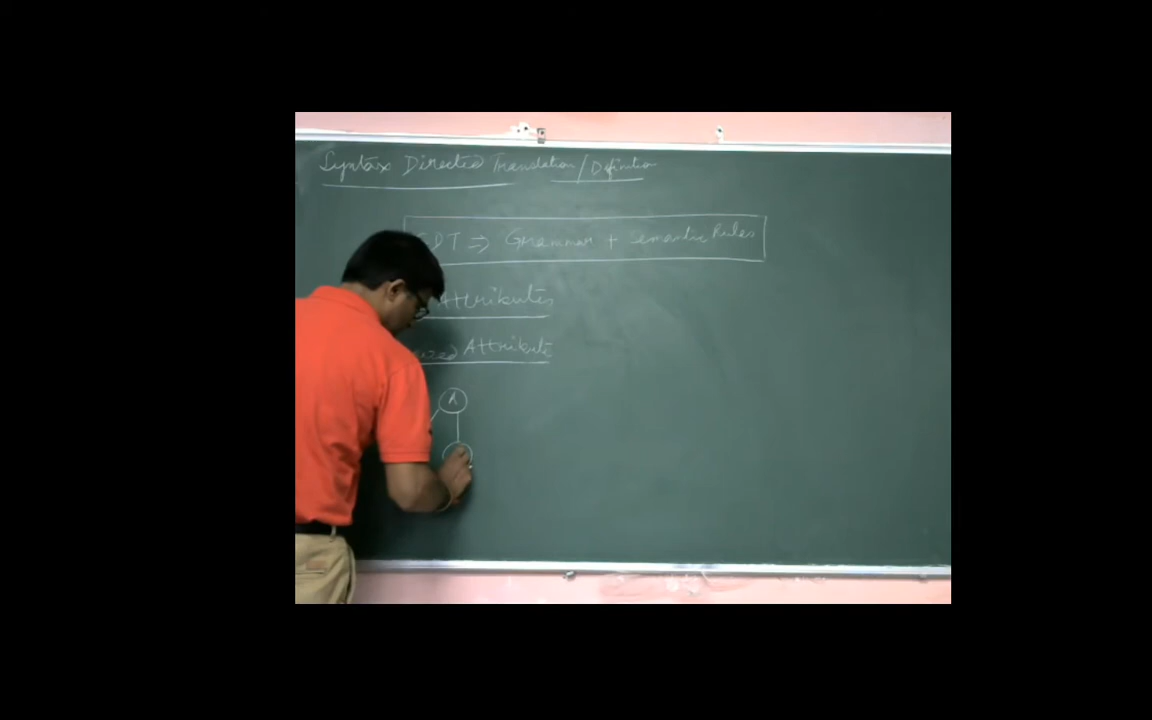 Syntax Directed Translation/Definition
SDT ⇒ Grammar + Semantic Rules
Attributes
Attribute
A